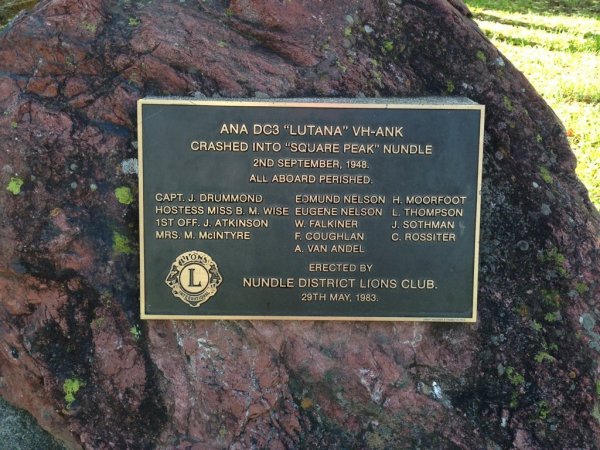 ANA DC3 "LUTANA" VH-ANK
CRASHED INTO "SQUARE PEAK" NUNDLE
2ND SEPTEMBER, 1948.
ALL ABOARD PERISHED.
CAPT. J. DRUMMOND EDMUND NELSON H. MOORFOOT
HOSTESS MISS B. M. WISE EUGENE NELSON L. THOMPSON
1ST OFF. J. ATKINSON W. FALKINER J. SOTHMAN
MRS. M. McINTYRE F. COUGHLAN C. ROSSITER
A. VAN ANDEL
LIONS
L
INTERNATIONAL
ERECTED BY
NUNDLE DISTRICT LIONS CLUB.
29TH MAY, 1983.